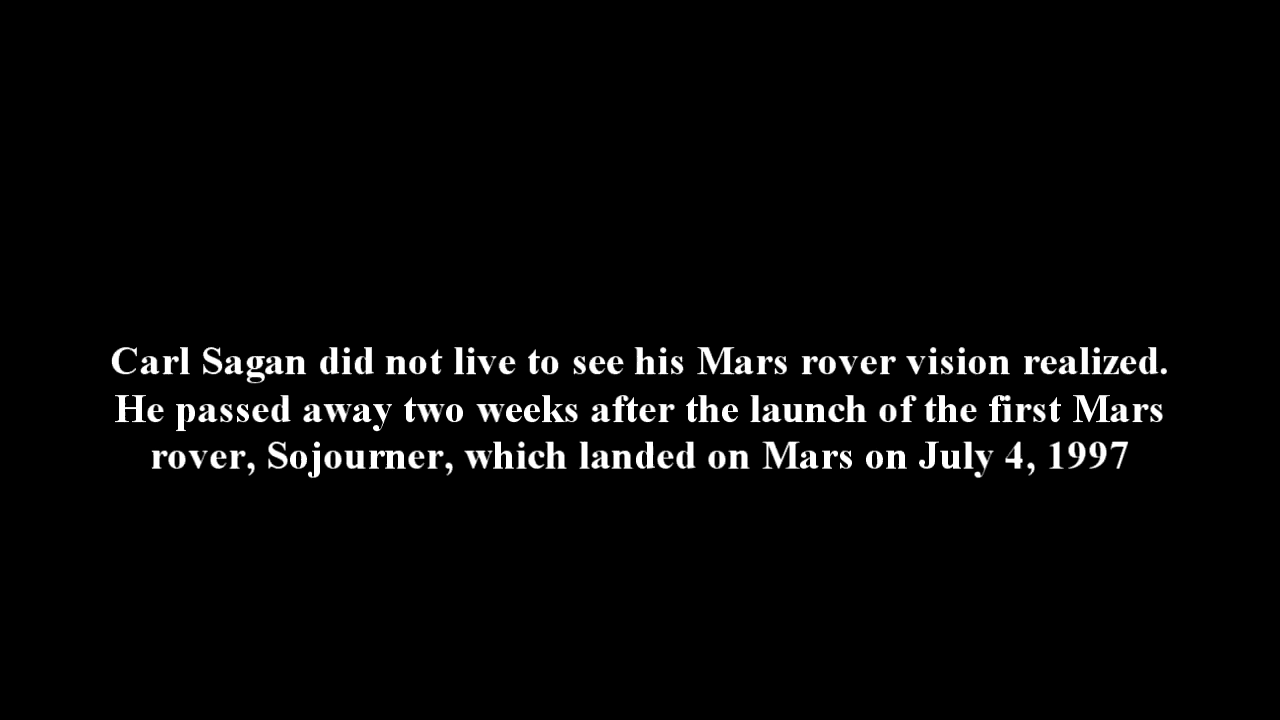 Carl Sagan did not live to see his Mars rover vision realized.
He passed away two weeks after the launch of the first Mars
rover, Sojourner, which landed on Mars on July 4, 1997